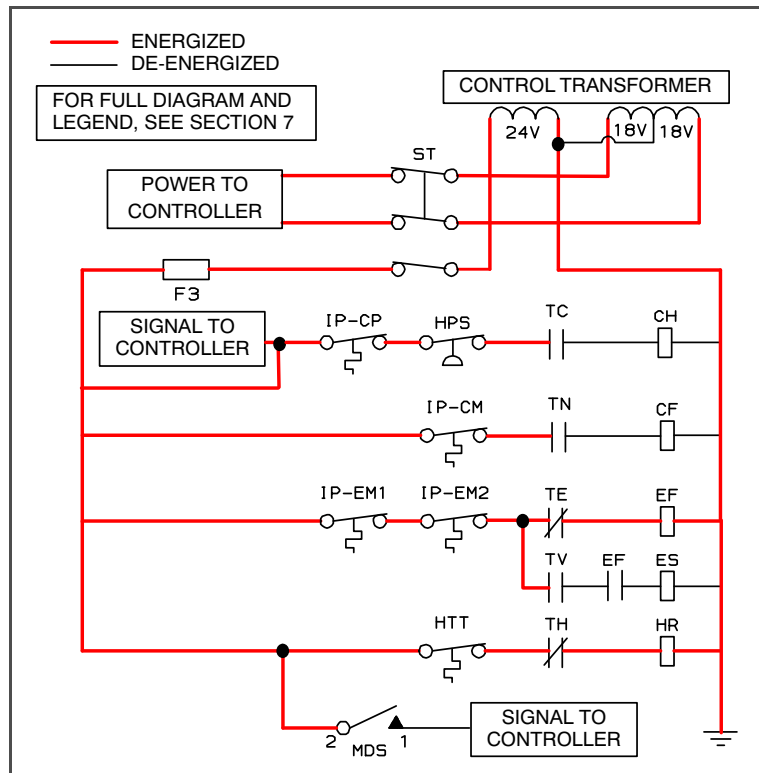 ENERGIZED
DE-ENERGIZED
FOR FULL DIAGRAM AND
LEGEND, SEE SECTION 7
CONTROL TRANSFORMER
24V
18V
18V
ST
POWER TO
CONTROLLER
F3
SIGNAL TO
CONTROLLER
IP-CP
HPS
TC
CH
IP-CM
TN
CF
IP-EM1
IP-EM2
TE
EF
TV
EF
ES
HTT
TH
HR
2
MDS
1
SIGNAL TO
CONTROLLER